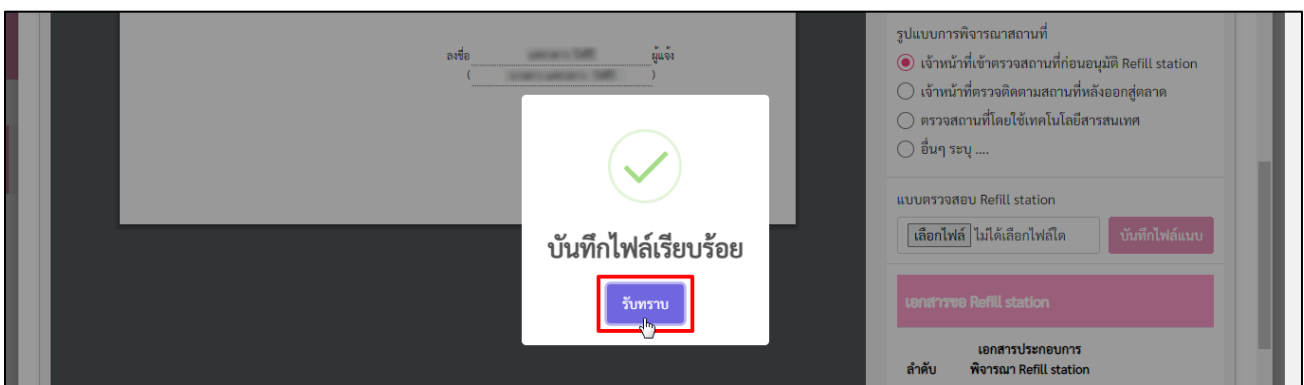 ลงชื่อ ผู้แจ้ง
( )
บันทึกไฟล์เรียบร้อย
รับทราบ
รูปแบบการพิจารณาสถานที่
เจ้าหน้าที่เข้าตรวจสถานที่ก่อนอนุมัติ Refill station
เจ้าหน้าที่ตรวจติดตามสถานที่หลังออกสู่ตลาด
ตรวจสถานที่โดยใช้เทคโนโลยีสารสนเทศ
อื่นๆ ระบุ ....
แบบตรวจสอบ Refill station
เลือกไฟล์ ไม่ได้เลือกไฟล์ใด บันทึกไฟล์แนบ
เอกสารขอ Refill station
เอกสารประกอบการ
ลำดับ พิจารณา Refill station